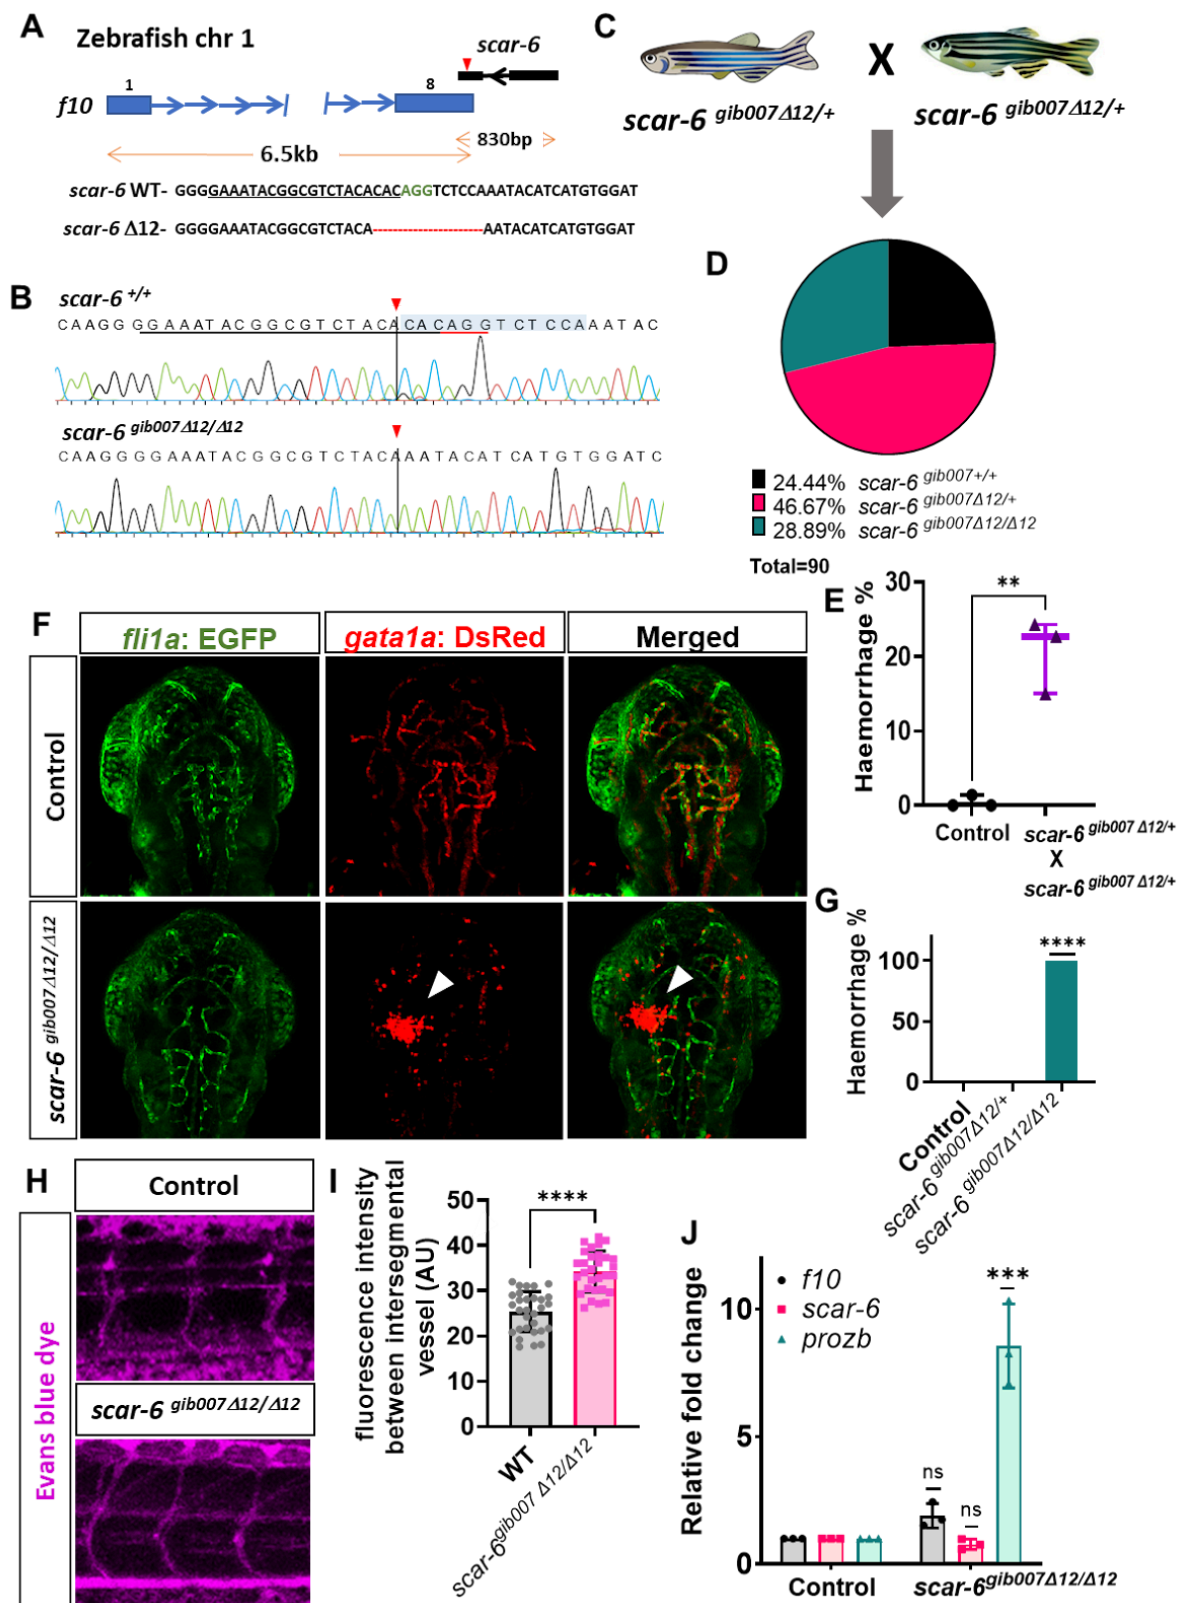 A
Zebrafish chr 1
scar-6
1
8
f10
6.5kb
830bp
scar-6 WT- GGGGAAATACGGCGTCTACACACAGGTCTCCAAATACATCATGTGGAT
scar-6 Δ12- GGGGAAATACGGCGTCTACA--------------------AATACATCATGTGGAT
B
scar-6 +/+
CAAGGGGAAATACGGCGTCTACACACAGGTCTCCAAATAC
scar-6 gib007Δ12/Δ12
CAAGGGGAAATACGGCGTCTACAAATACATCATGTGGATC
C
X
scar-6 gib007Δ12/+
scar-6 gib007Δ12/+
D
24.44% scar-6 gib007+/+
46.67% scar-6 gib007Δ12/+
28.89% scar-6 gib007Δ12/Δ12
Total=90
E
Haemorrhage %
30
20
10
0
**
Control
scar-6 gib007 Δ12/+
X
scar-6 gib007 Δ12/+
F
fli1a: EGFP
gata1a: DsRed
Merged
Control
scar-6 gib007Δ12/Δ12
G
Haemorrhage %
100
50
0
****
Control
scar-6 gib007Δ12/+
scar-6 gib007Δ12/Δ12
H
Control
Evans blue dye
scar-6 gib007Δ12/Δ12
I
fluorescence intensity
between intersegmental
vessel (AU)
50
40
30
20
10
0
****
WT
scar-6 gib007 Δ12/Δ12
J
Relative fold change
10
5
0
f10
scar-6
prozb
ns
ns
***
Control
scar-6 gib007Δ12/Δ12